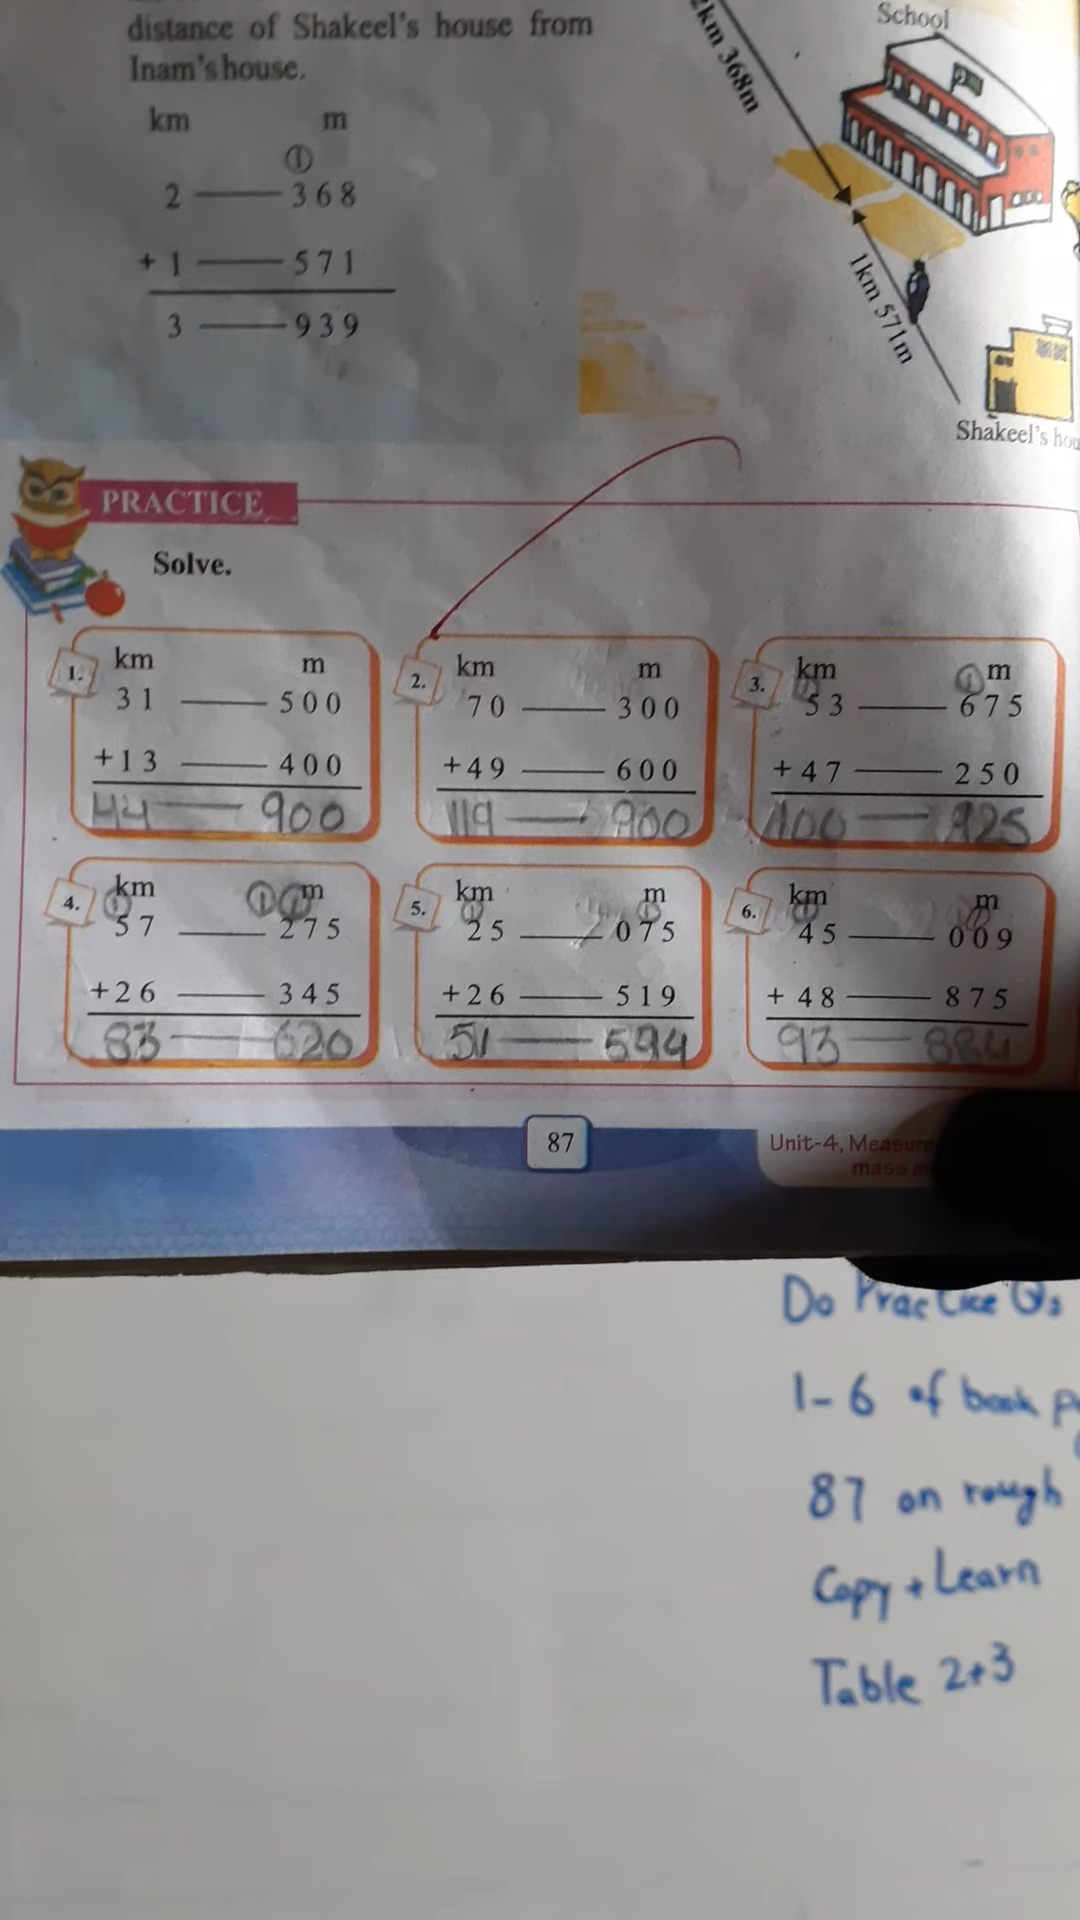 distance of Shakeel's house from
Inam's house.
km m
①
2 —— 368
+ 1 —— 571
3 —— 939
2km 368m
School
1km 571m
Shakeel's
PRACTICE
Solve.
1. km m
31 —— 500
+13 —— 400
44 — 900
2. km m
70 —— 300
+49 —— 600
119 — 900
3. km ① m
53 —— 675
+ 47 —— 250
100 — 925
4. km ① ① m
①
57 —— 275
+26 —— 345
83 — 620
5. km m
① ①
25 —— 075
+26 —— 519
51 — 594
6. km m
① ①
45 —— 009
+ 48 —— 875
93 — 884
87
Unit-4,
mass
Do Practice Qs
1-6 of book
87 on rough
Copy + Learn
Table 2+3